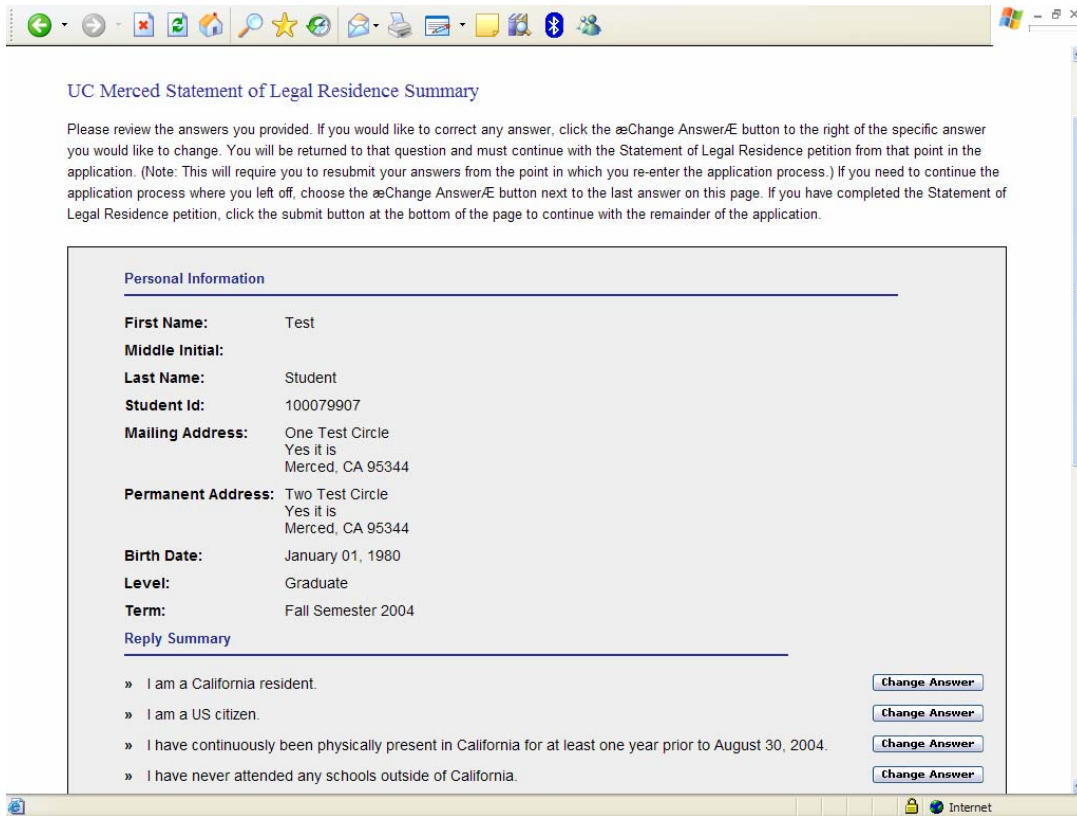 UC Merced Statement of Legal Residence Summary
Please review the answers you provided. If you would like to correct any answer, click the æChange AnswerÆ button to the right of the specific answer
you would like to change. You will be returned to that question and must continue with the Statement of Legal Residence petition from that point in the
application. (Note: This will require you to resubmit your answers from the point in which you re-enter the application process.) If you need to continue the
application process where you left off, choose the æChange AnswerÆ button next to the last answer on this page. If you have completed the Statement of
Legal Residence petition, click the submit button at the bottom of the page to continue with the remainder of the application.
Personal Information
First Name: Test
Middle Initial:
Last Name: Student
Student Id: 100079907
Mailing Address: One Test Circle
Yes it is
Merced, CA 95344
Permanent Address: Two Test Circle
Yes it is
Merced, CA 95344
Birth Date: January 01, 1980
Level: Graduate
Term: Fall Semester 2004
Reply Summary
» I am a California resident. Change Answer
» I am a US citizen. Change Answer
» I have continuously been physically present in California for at least one year prior to August 30, 2004. Change Answer
» I have never attended any schools outside of California. Change Answer
Internet